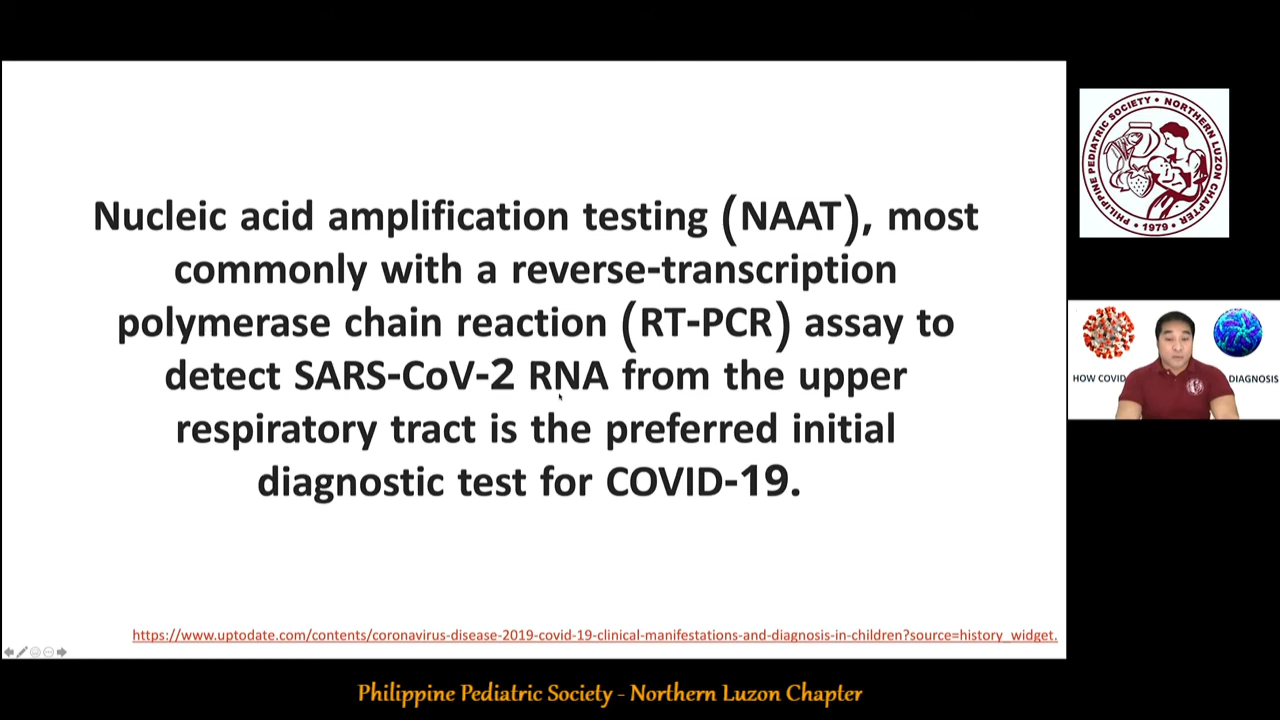 Nucleic acid amplification testing (NAAT), most
commonly with a reverse-transcription
polymerase chain reaction (RT-PCR) assay to
detect SARS-CoV-2 RNA from the upper
respiratory tract is the preferred initial
diagnostic test for COVID-19.
https://www.uptodate.com/contents/coronavirus-disease-2019-covid-19-clinical-manifestations-and-diagnosis-in-children?source=history_widget.
PHILIPPINE PEDIATRIC SOCIETY • NORTHERN LUZON CHAPTER
• 1979 •
HOW COVID DIAGNOSIS
Philippine Pediatric Society - Northern Luzon Chapter